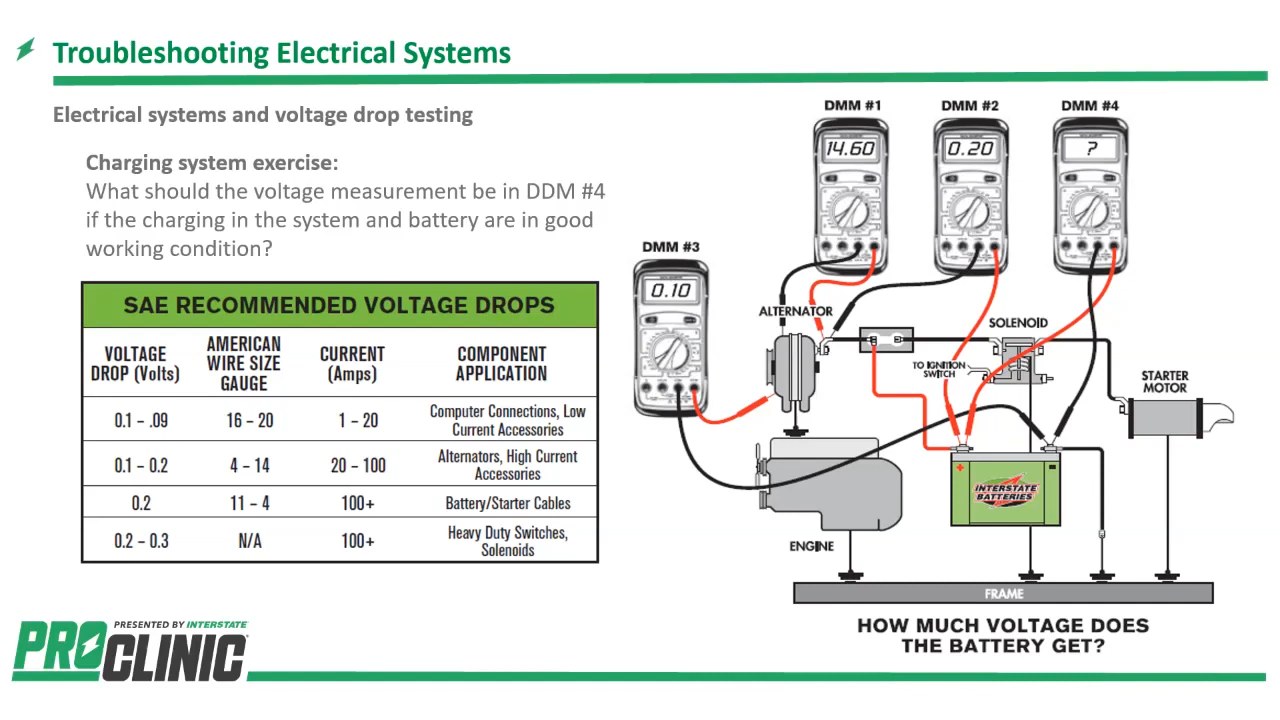 Troubleshooting Electrical Systems
Electrical systems and voltage drop testing
Charging system exercise:
What should the voltage measurement be in DDM #4
if the charging in the system and battery are in good
working condition?
SAE RECOMMENDED VOLTAGE DROPS
VOLTAGE DROP (Volts) AMERICAN WIRE SIZE GAUGE CURRENT (Amps) COMPONENT APPLICATION
0.1 – .09 16 – 20 1 – 20 Computer Connections, Low Current Accessories
0.1 – 0.2 4 – 14 20 – 100 Alternators, High Current Accessories
0.2 11 – 4 100+ Battery/Starter Cables
0.2 – 0.3 N/A 100+ Heavy Duty Switches, Solenoids
DMM #1
14.60
DMM #2
0.20
DMM #4
?
DMM #3
0.10
ALTERNATOR
SOLENOID
TO IGNITION
SWITCH
STARTER
MOTOR
+
-
INTERSTATE
BATTERIES
ENGINE
FRAME
HOW MUCH VOLTAGE DOES
THE BATTERY GET?
PRESENTED BY INTERSTATE
PRO CLINIC